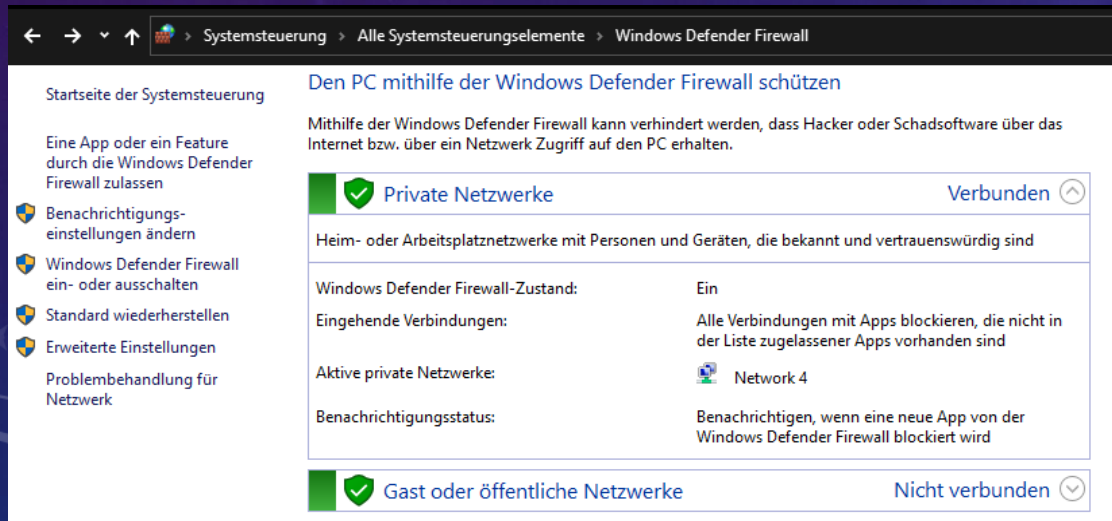 Systemsteuerung > Alle Systemsteuerungselemente > Windows Defender Firewall
Startseite der Systemsteuerung
Eine App oder ein Feature
durch die Windows Defender
Firewall zulassen
Benachrichtigungs-
einstellungen ändern
Windows Defender Firewall
ein- oder ausschalten
Standard wiederherstellen
Erweiterte Einstellungen
Problembehandlung für
Netzwerk
Den PC mithilfe der Windows Defender Firewall schützen
Mithilfe der Windows Defender Firewall kann verhindert werden, dass Hacker oder Schadsoftware über das
Internet bzw. über ein Netzwerk Zugriff auf den PC erhalten.
Private Netzwerke Verbunden
Heim- oder Arbeitsplatznetzwerke mit Personen und Geräten, die bekannt und vertrauenswürdig sind
Windows Defender Firewall-Zustand: Ein
Eingehende Verbindungen: Alle Verbindungen mit Apps blockieren, die nicht in
der Liste zugelassener Apps vorhanden sind
Aktive private Netzwerke: Network 4
Benachrichtigungsstatus: Benachrichtigen, wenn eine neue App von der
Windows Defender Firewall blockiert wird
Gast oder öffentliche Netzwerke Nicht verbunden